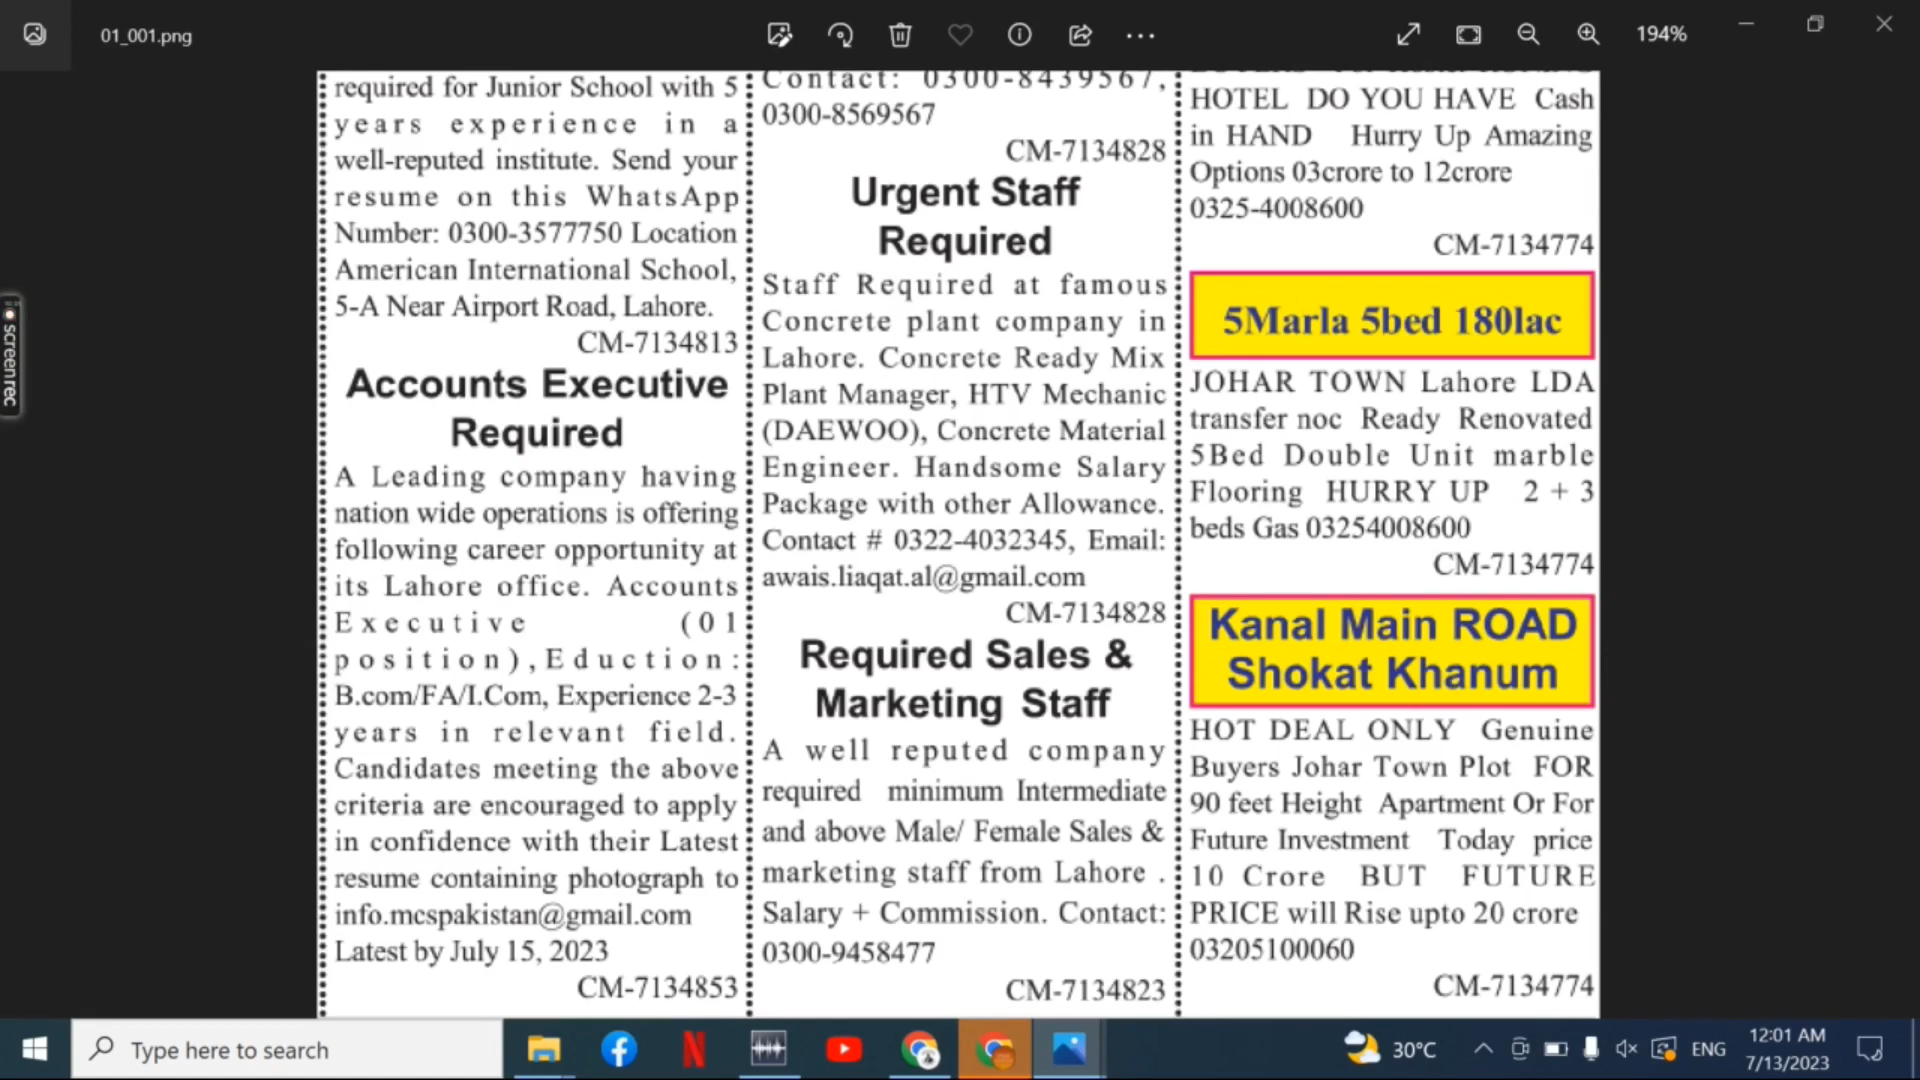 01_001.png
194%
required for Junior School with 5
years experience in a
well-reputed institute. Send your
resume on this WhatsApp
Number: 0300-3577750 Location
American International School,
5-A Near Airport Road, Lahore.
CM-7134813
Accounts Executive
Required
A Leading company having
nation wide operations is offering
following career opportunity at
its Lahore office. Accounts
Executive (01
position),Eduction:
B.com/FA/I.Com, Experience 2-3
years in relevant field.
Candidates meeting the above
criteria are encouraged to apply
in confidence with their Latest
resume containing photograph to
info.mcspakistan@gmail.com
Latest by July 15, 2023
CM-7134853
Contact: 0300-8439567,
0300-8569567
CM-7134828
Urgent Staff
Required
Staff Required at famous
Concrete plant company in
Lahore. Concrete Ready Mix
Plant Manager, HTV Mechanic
(DAEWOO), Concrete Material
Engineer. Handsome Salary
Package with other Allowance.
Contact # 0322-4032345, Email:
awais.liaqat.al@gmail.com
CM-7134828
Required Sales &
Marketing Staff
A well reputed company
required minimum Intermediate
and above Male/ Female Sales &
marketing staff from Lahore .
Salary + Commission. Contact:
0300-9458477
CM-7134823
HOTEL DO YOU HAVE Cash
in HAND Hurry Up Amazing
Options 03crore to 12crore
0325-4008600
CM-7134774
5Marla 5bed 180lac
JOHAR TOWN Lahore LDA
transfer noc Ready Renovated
5Bed Double Unit marble
Flooring HURRY UP 2 + 3
beds Gas 03254008600
CM-7134774
Kanal Main ROAD
Shokat Khanum
HOT DEAL ONLY Genuine
Buyers Johar Town Plot FOR
90 feet Height Apartment Or For
Future Investment Today price
10 Crore BUT FUTURE
PRICE will Rise upto 20 crore
03205100060
CM-7134774
screenrec
Type here to search
30°C
ENG
12:01 AM
7/13/2023